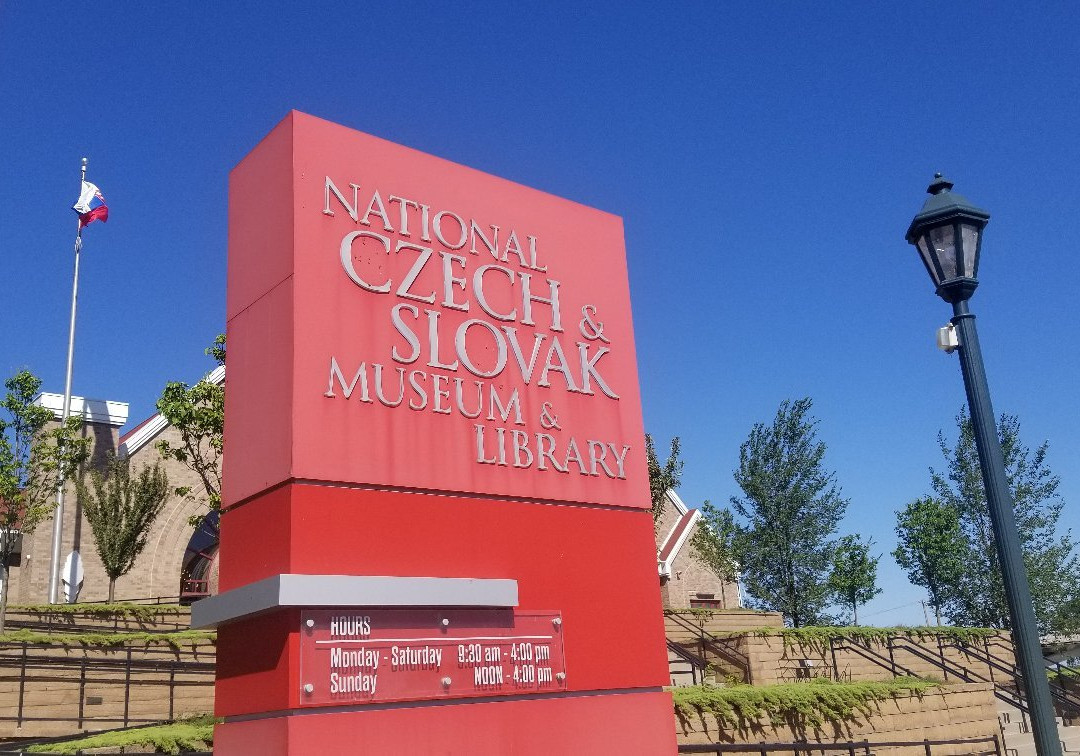 NATIONAL
CZECH &
SLOVAK
MUSEUM &
LIBRARY
HOURS
Monday - Saturday 9:30 am - 4:00 pm
Sunday NOON - 4:00 pm